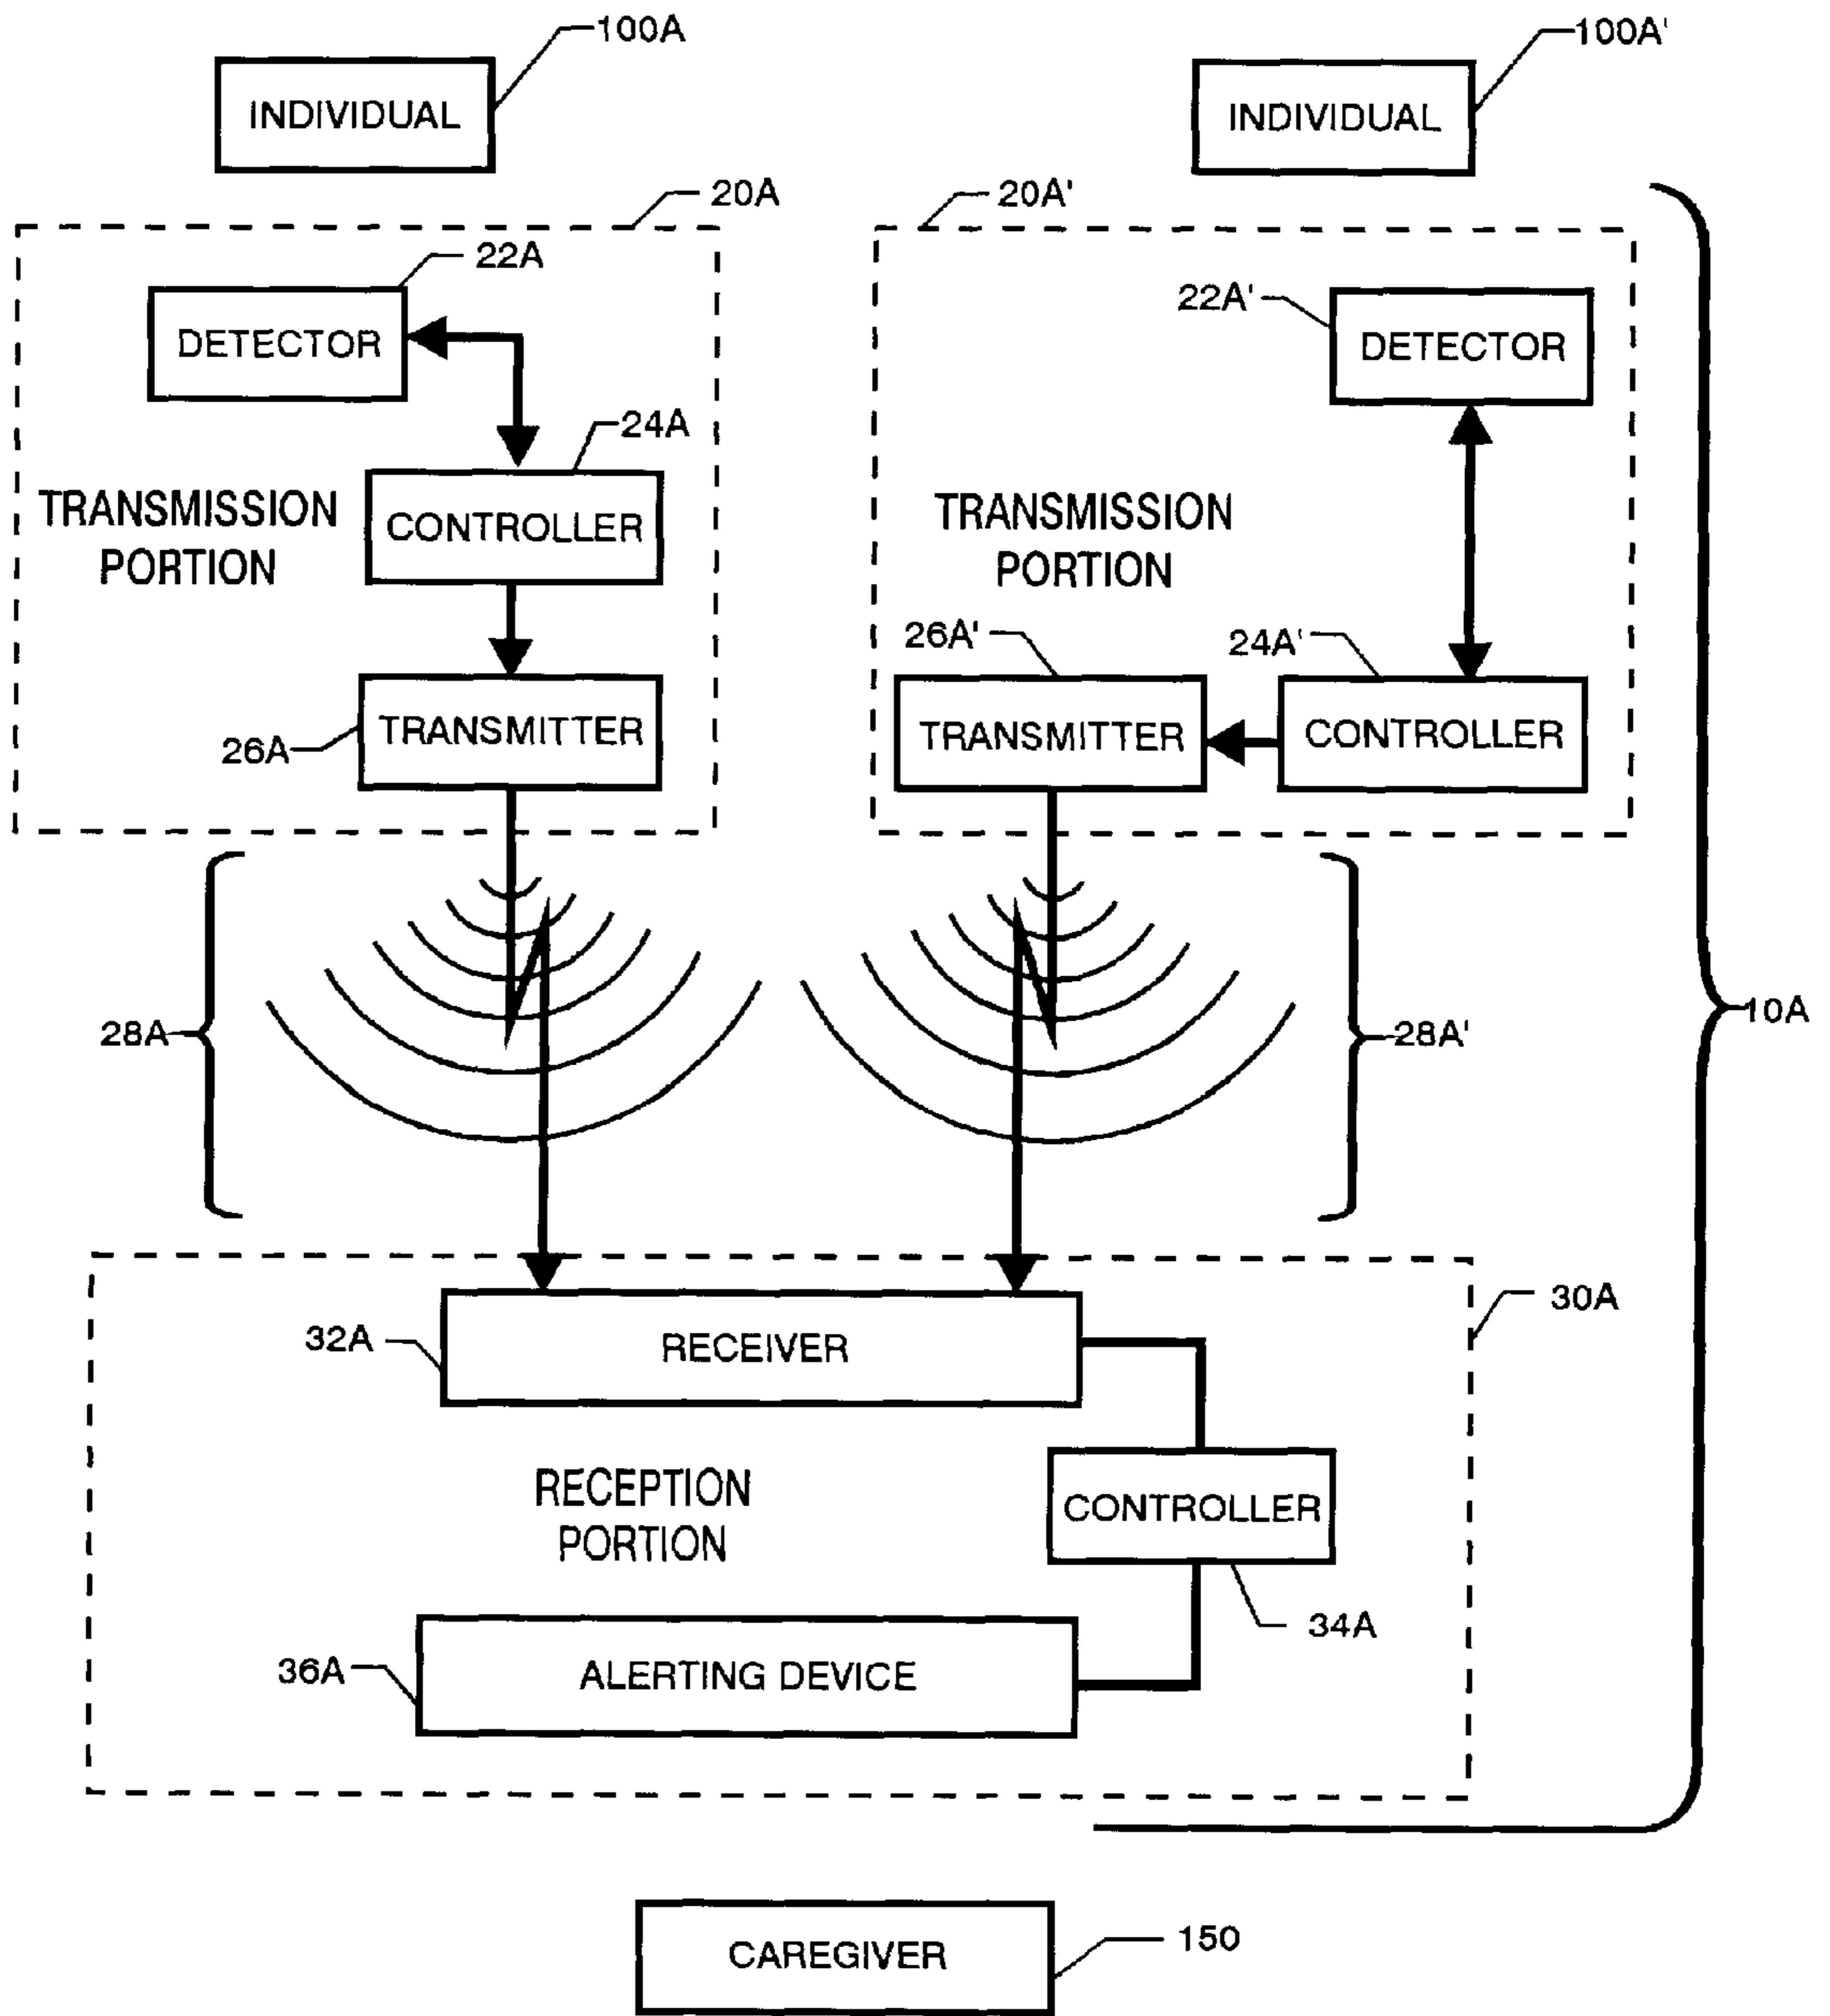 100A
100A'
INDIVIDUAL
INDIVIDUAL
20A
20A'
22A
22A'
DETECTOR
DETECTOR
24A
TRANSMISSION
PORTION
CONTROLLER
TRANSMISSION
PORTION
26A'
24A'
26A
TRANSMITTER
TRANSMITTER
CONTROLLER
28A
28A'
10A
30A
32A
RECEIVER
RECEPTION
PORTION
CONTROLLER
34A
36A
ALERTING DEVICE
CAREGIVER
150